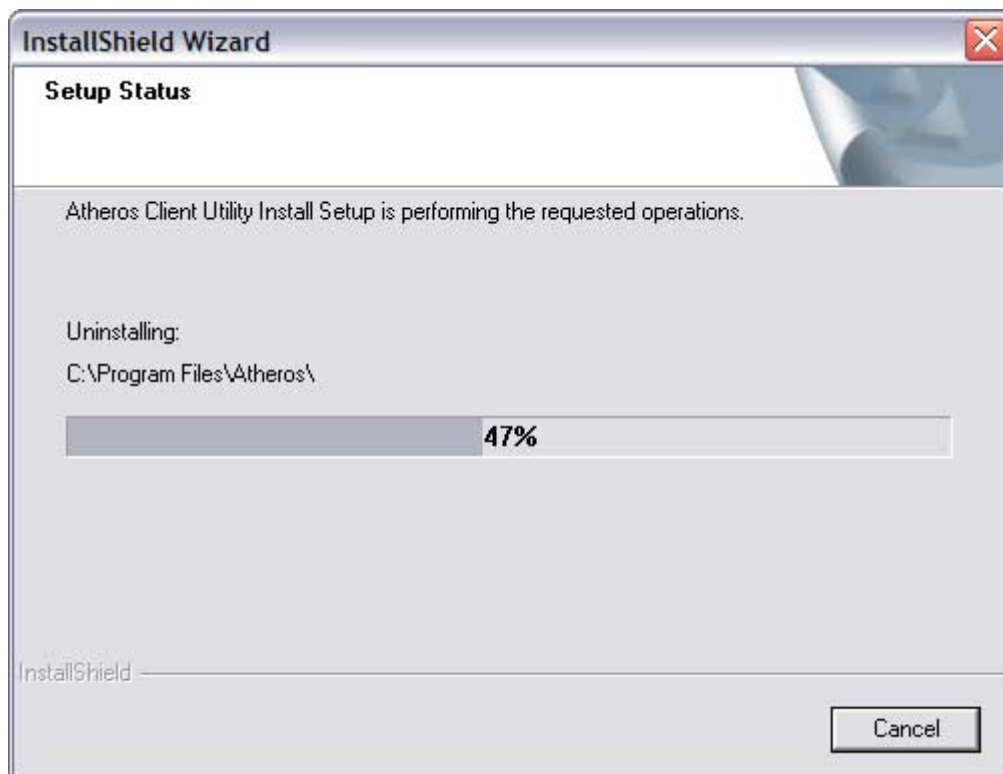 InstallShield Wizard
Setup Status
Atheros Client Utility Install Setup is performing the requested operations.
Uninstalling:
C:\Program Files\Atheros\
47%
InstallShield
Cancel